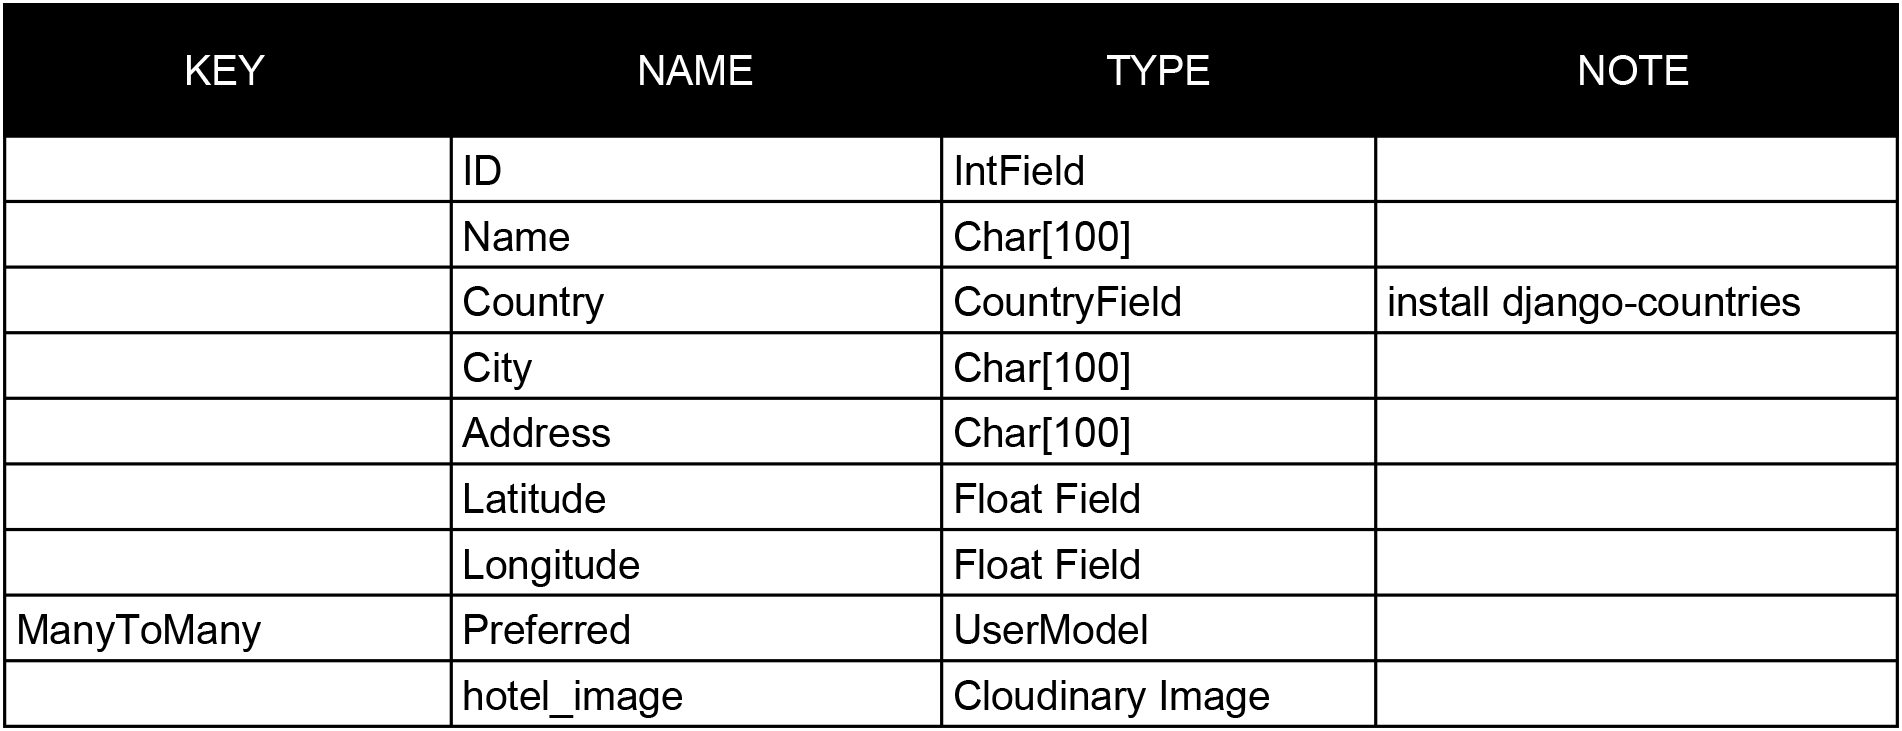 KEY NAME TYPE NOTE
ID IntField
Name Char[100]
Country CountryField install django-countries
City Char[100]
Address Char[100]
Latitude Float Field
Longitude Float Field
ManyToMany Preferred UserModel
hotel_image Cloudinary Image